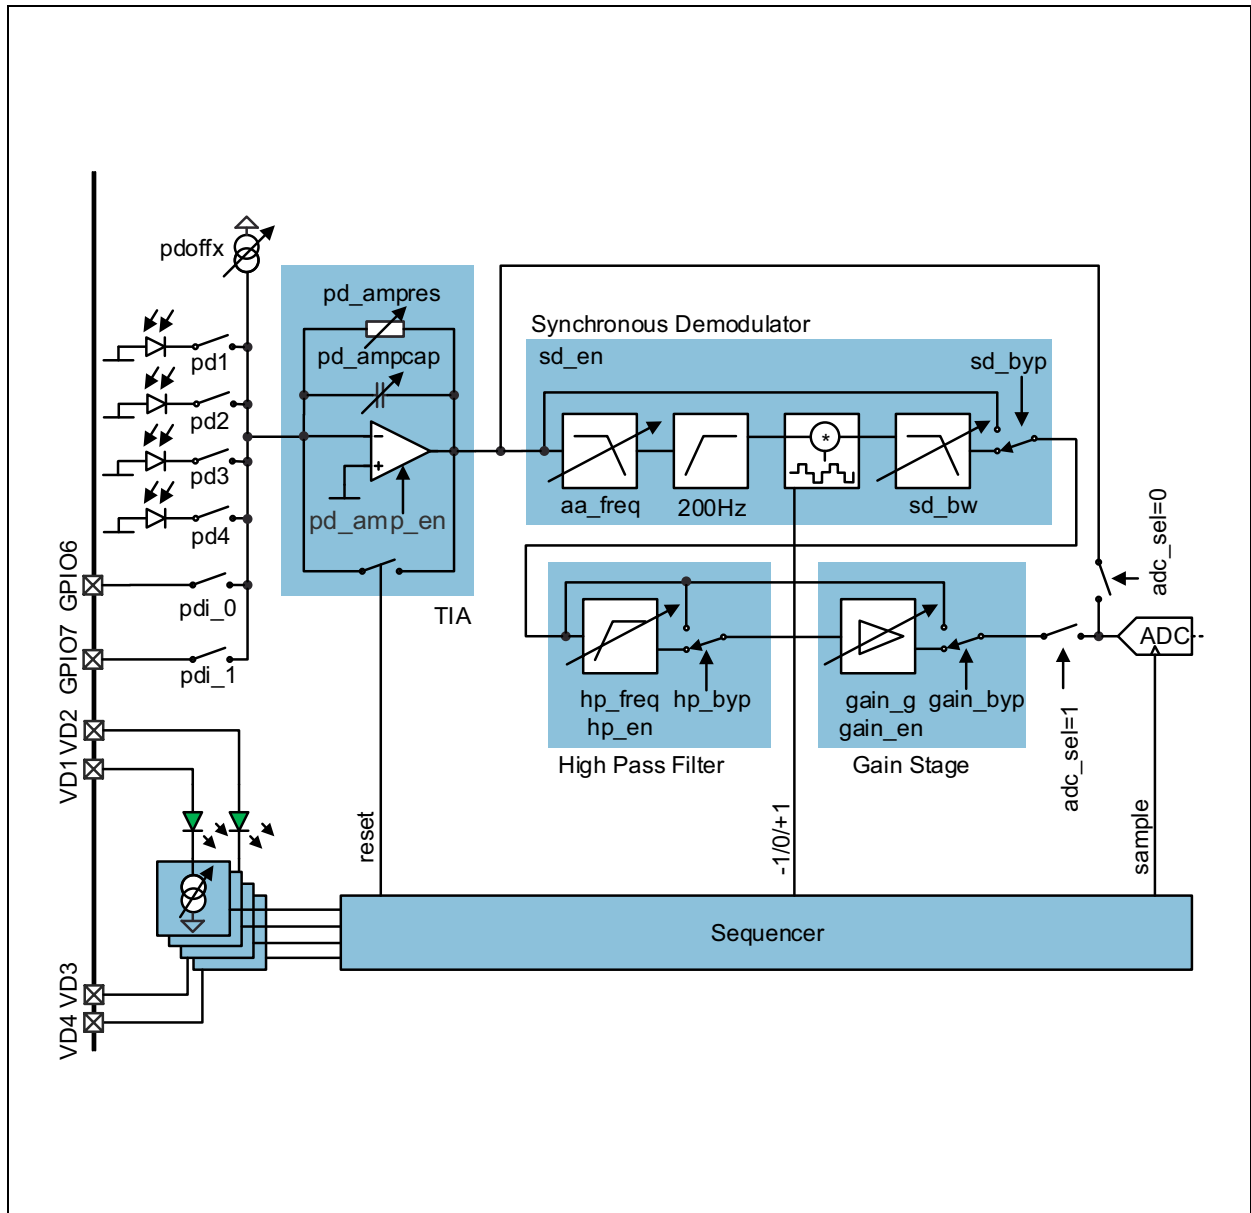 pdoffx
pd_ampres
pd_ampcap
pd_amp_en
TIA
pd1
pd2
pd3
pd4
pdi_0
pdi_1
GPIO6
GPIO7
VD2
VD1
VD3
VD4
Synchronous Demodulator
sd_en
sd_byp
aa_freq
200Hz
*
sd_bw
hp_freq
hp_en
hp_byp
High Pass Filter
gain_g
gain_en
gain_byp
Gain Stage
adc_sel=0
adc_sel=1
ADC
reset
-1/0/+1
sample
Sequencer